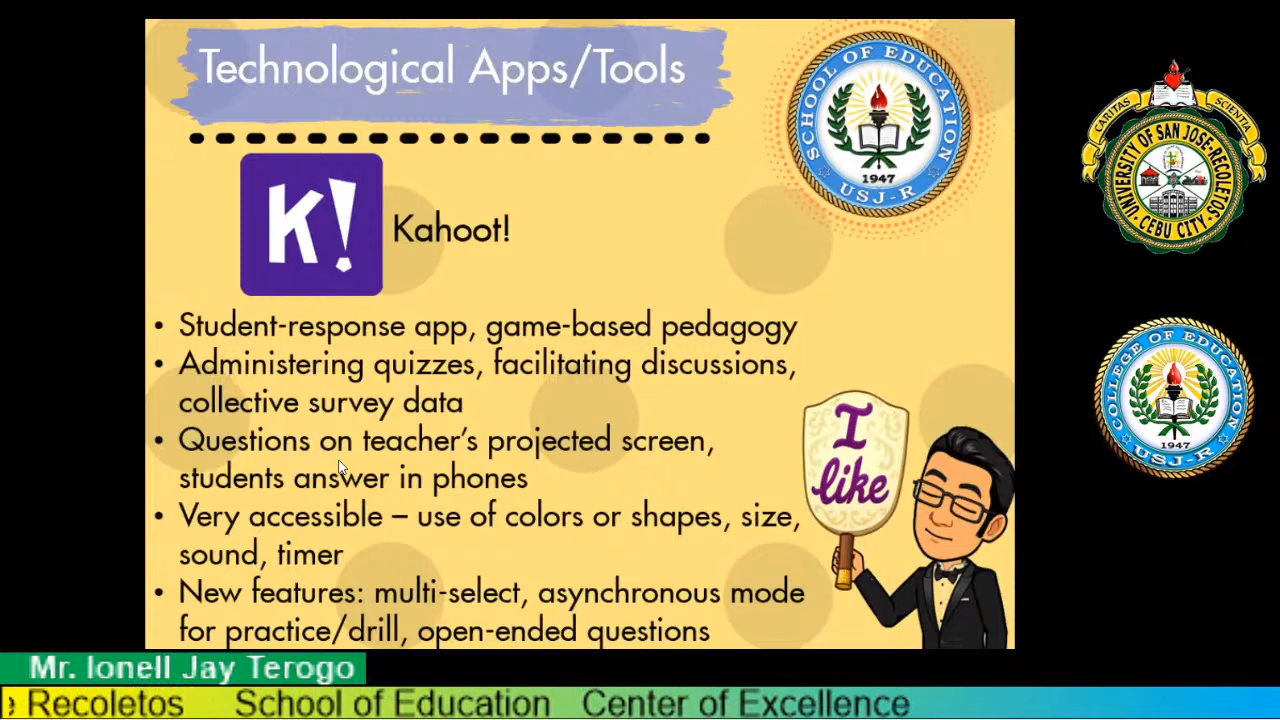 Technological Apps/Tools
SCHOOL OF EDUCATION
1947
USJ-R
K!
Kahoot!
• Student-response app, game-based pedagogy
• Administering quizzes, facilitating discussions,
collective survey data
• Questions on teacher's projected screen,
students answer in phones
• Very accessible – use of colors or shapes, size,
sound, timer
• New features: multi-select, asynchronous mode
for practice/drill, open-ended questions
I
like
CARITAS
SCIENTIA
UNIVERSITY OF SAN JOSE-RECOLETOS
CEBU CITY
COLLEGE OF EDUCATION
1947
USJ-R
Mr. Ionell Jay Terogo
e Recoletos School of Education Center of Excellence